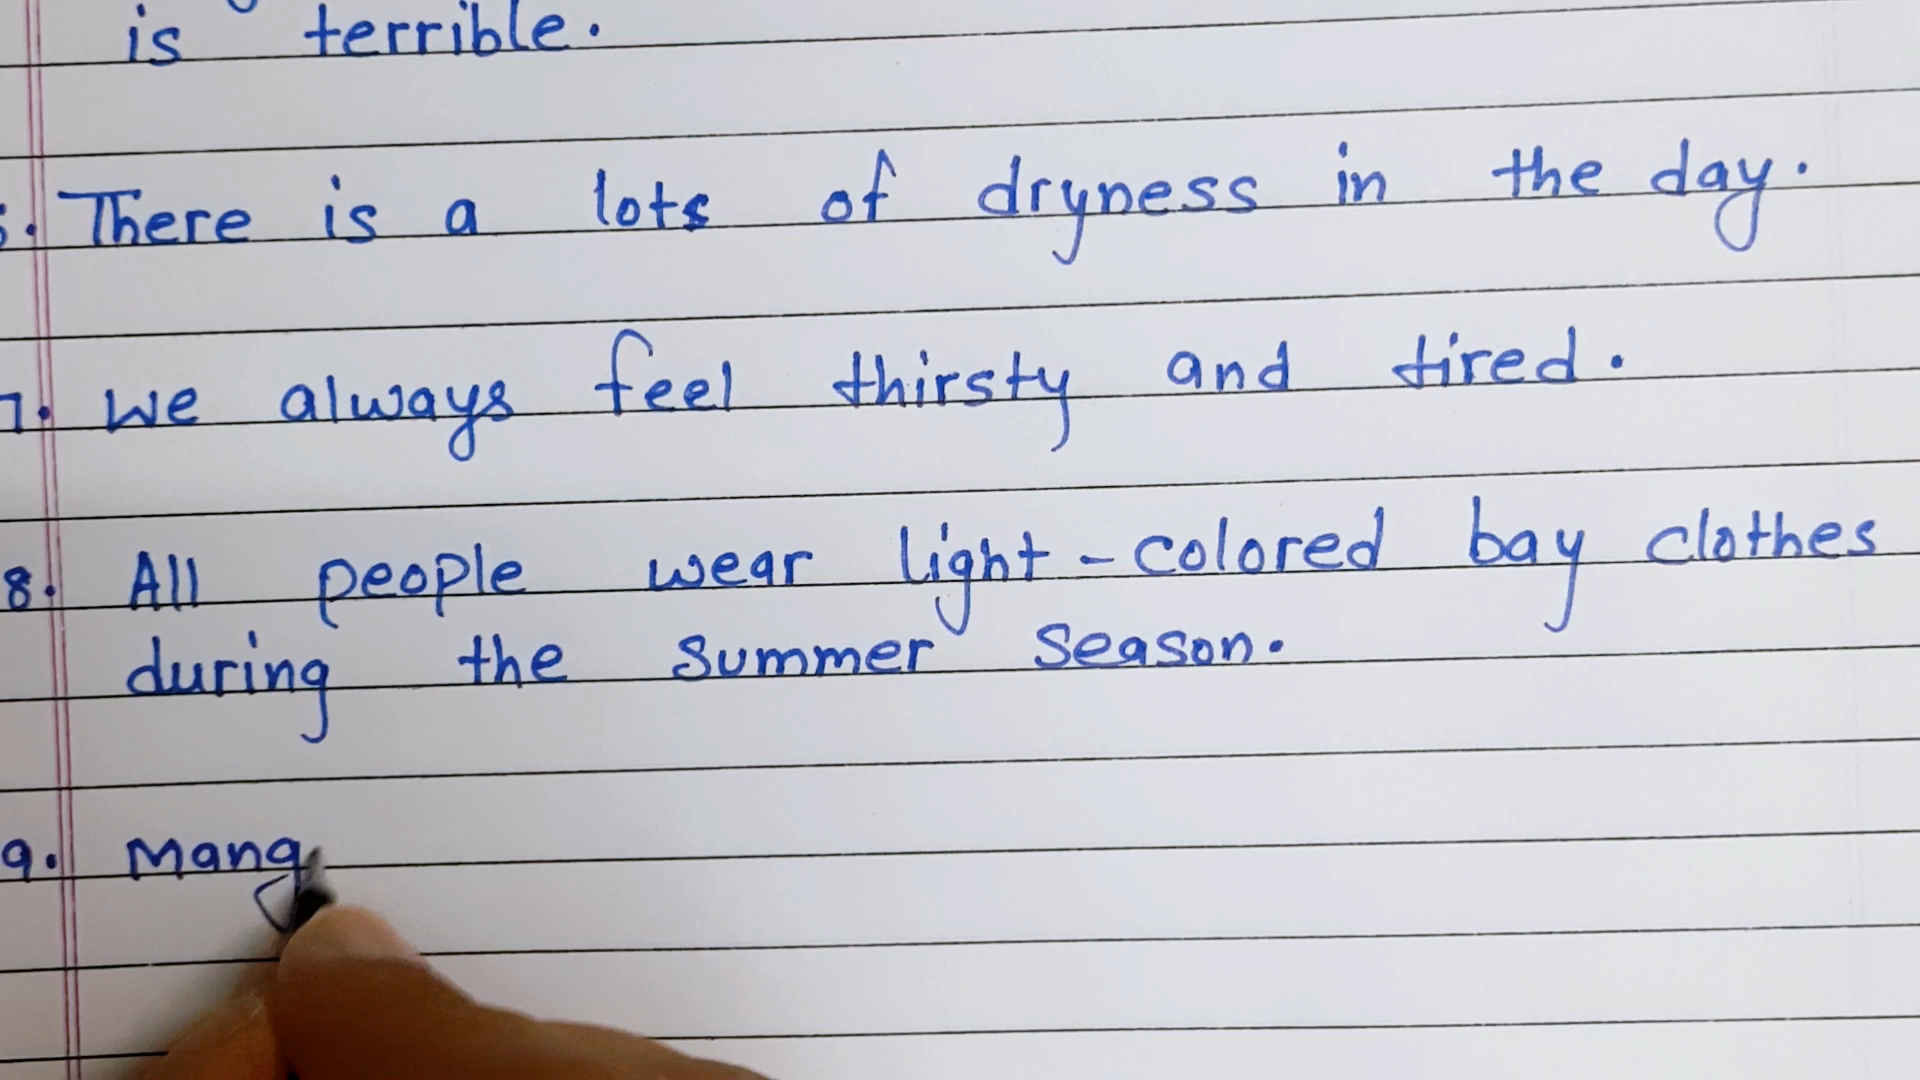 is terrible.
. There is a lots of dryness in the day.
7. We always feel thirsty and tired.
8. All people wear light-colored bay clothes
during the summer season.
9. Mang